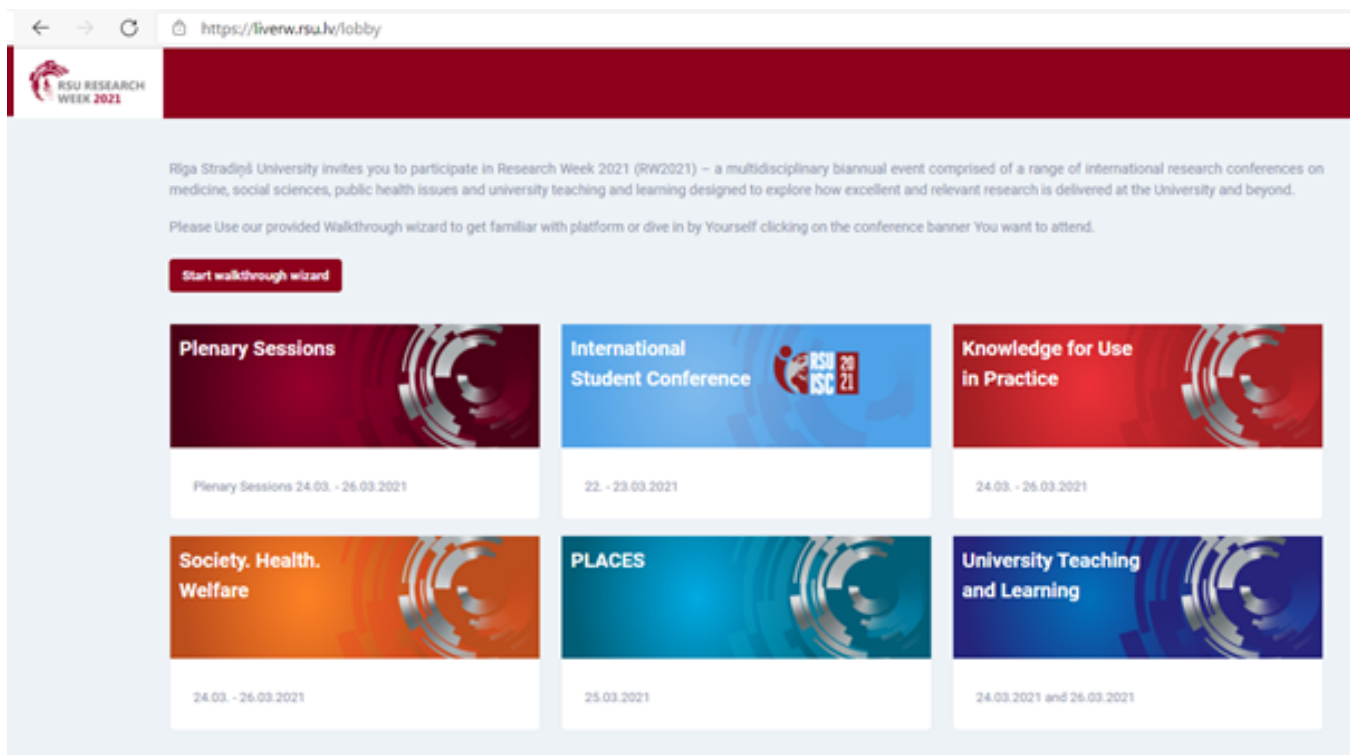 https://liverw.rsu.lv/lobby
RSU RESEARCH
WEEK 2021
Rīga Stradiņš University invites you to participate in Research Week 2021 (RW2021) – a multidisciplinary biannual event comprised of a range of international research conferences on
medicine, social sciences, public health issues and university teaching and learning designed to explore how excellent and relevant research is delivered at the University and beyond.
Please Use our provided Walkthrough wizard to get familiar with platform or dive in by Yourself clicking on the conference banner You want to attend.
Start walkthrough wizard
Plenary Sessions
Plenary Sessions 24.03. - 26.03.2021
International
Student Conference
RSU 20
ISC 21
22. - 23.03.2021
Knowledge for Use
in Practice
24.03. - 26.03.2021
Society. Health.
Welfare
24.03. - 26.03.2021
PLACES
25.03.2021
University Teaching
and Learning
24.03.2021 and 26.03.2021